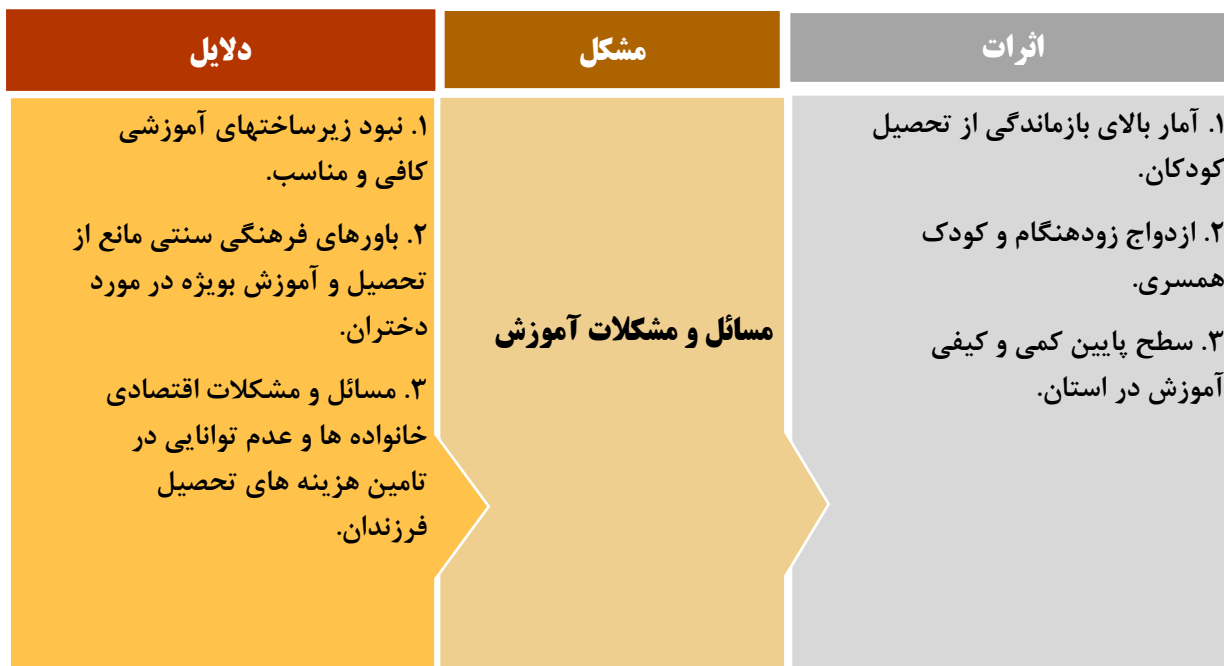 دلایل
۱. نبود زیرساختهای آموزشی
کافی و مناسب.
۲. باورهای فرهنگی سنتی مانع از
تحصیل و آموزش بویژه در مورد
دختران.
۳. مسائل و مشکلات اقتصادی
خانواده ها و عدم توانایی در
تامین هزینه های تحصیل
فرزندان.
مشکل
مسائل و مشکلات آموزش
اثرات
۱. آمار بالای بازماندگی از تحصیل
کودکان.
۲. ازدواج زودهنگام و کودک
همسری.
۳. سطح پایین کمی و کیفی
آموزش در استان.